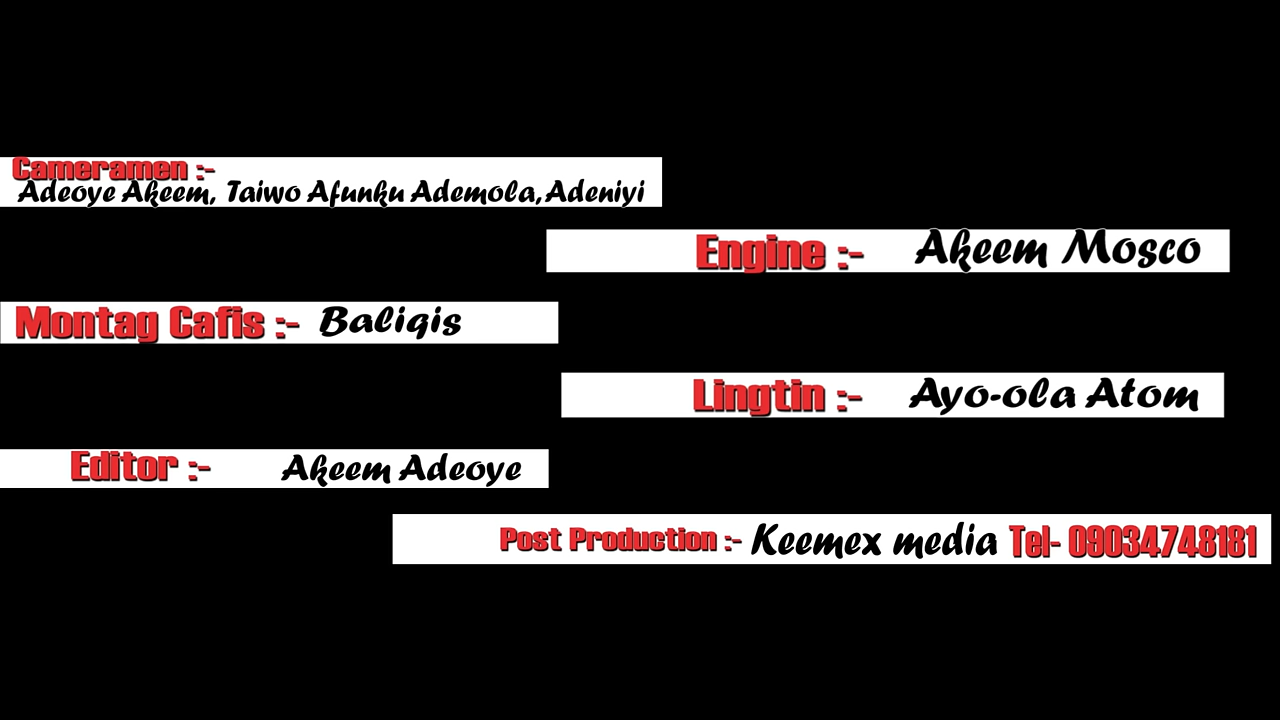 Cameramen :-
Adeoye Akeem, Taiwo Afunku Ademola, Adeniyi
Engine :- Akeem Mosco
Montag Cafis :- Baliqis
Lingtin :- Ayo-ola Atom
Editor :- Akeem Adeoye
Post Production :- Keemex media Tel- 09034748181